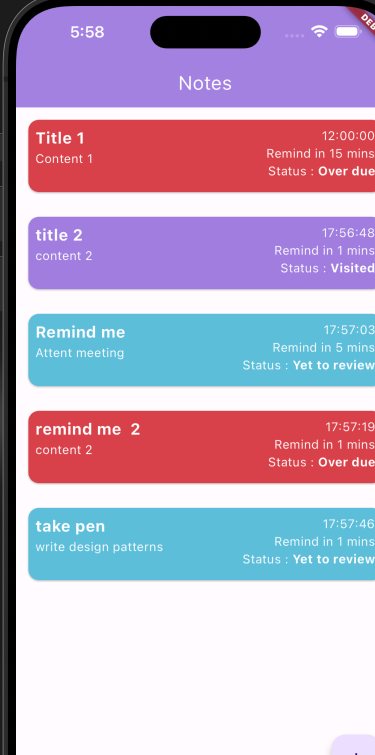 5:58
DEB
Notes
Title 1
12:00:00
Content 1
Remind in 15 mins
Status : Over due
title 2
17:56:48
content 2
Remind in 1 mins
Status : Visited
Remind me
17:57:03
Attent meeting
Remind in 5 mins
Status : Yet to review
remind me  2
17:57:19
content 2
Remind in 1 mins
Status : Over due
take pen
17:57:46
write design patterns
Remind in 1 mins
Status : Yet to review